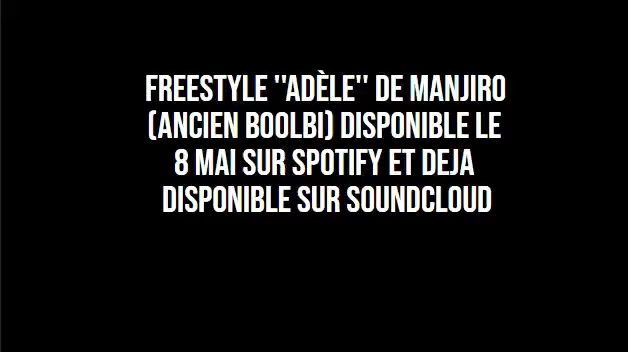 FREESTYLE "ADÈLE" DE MANJIRO
(ANCIEN BOOLBI) DISPONIBLE LE
8 MAI SUR SPOTIFY ET DEJA
DISPONIBLE SUR SOUNDCLOUD